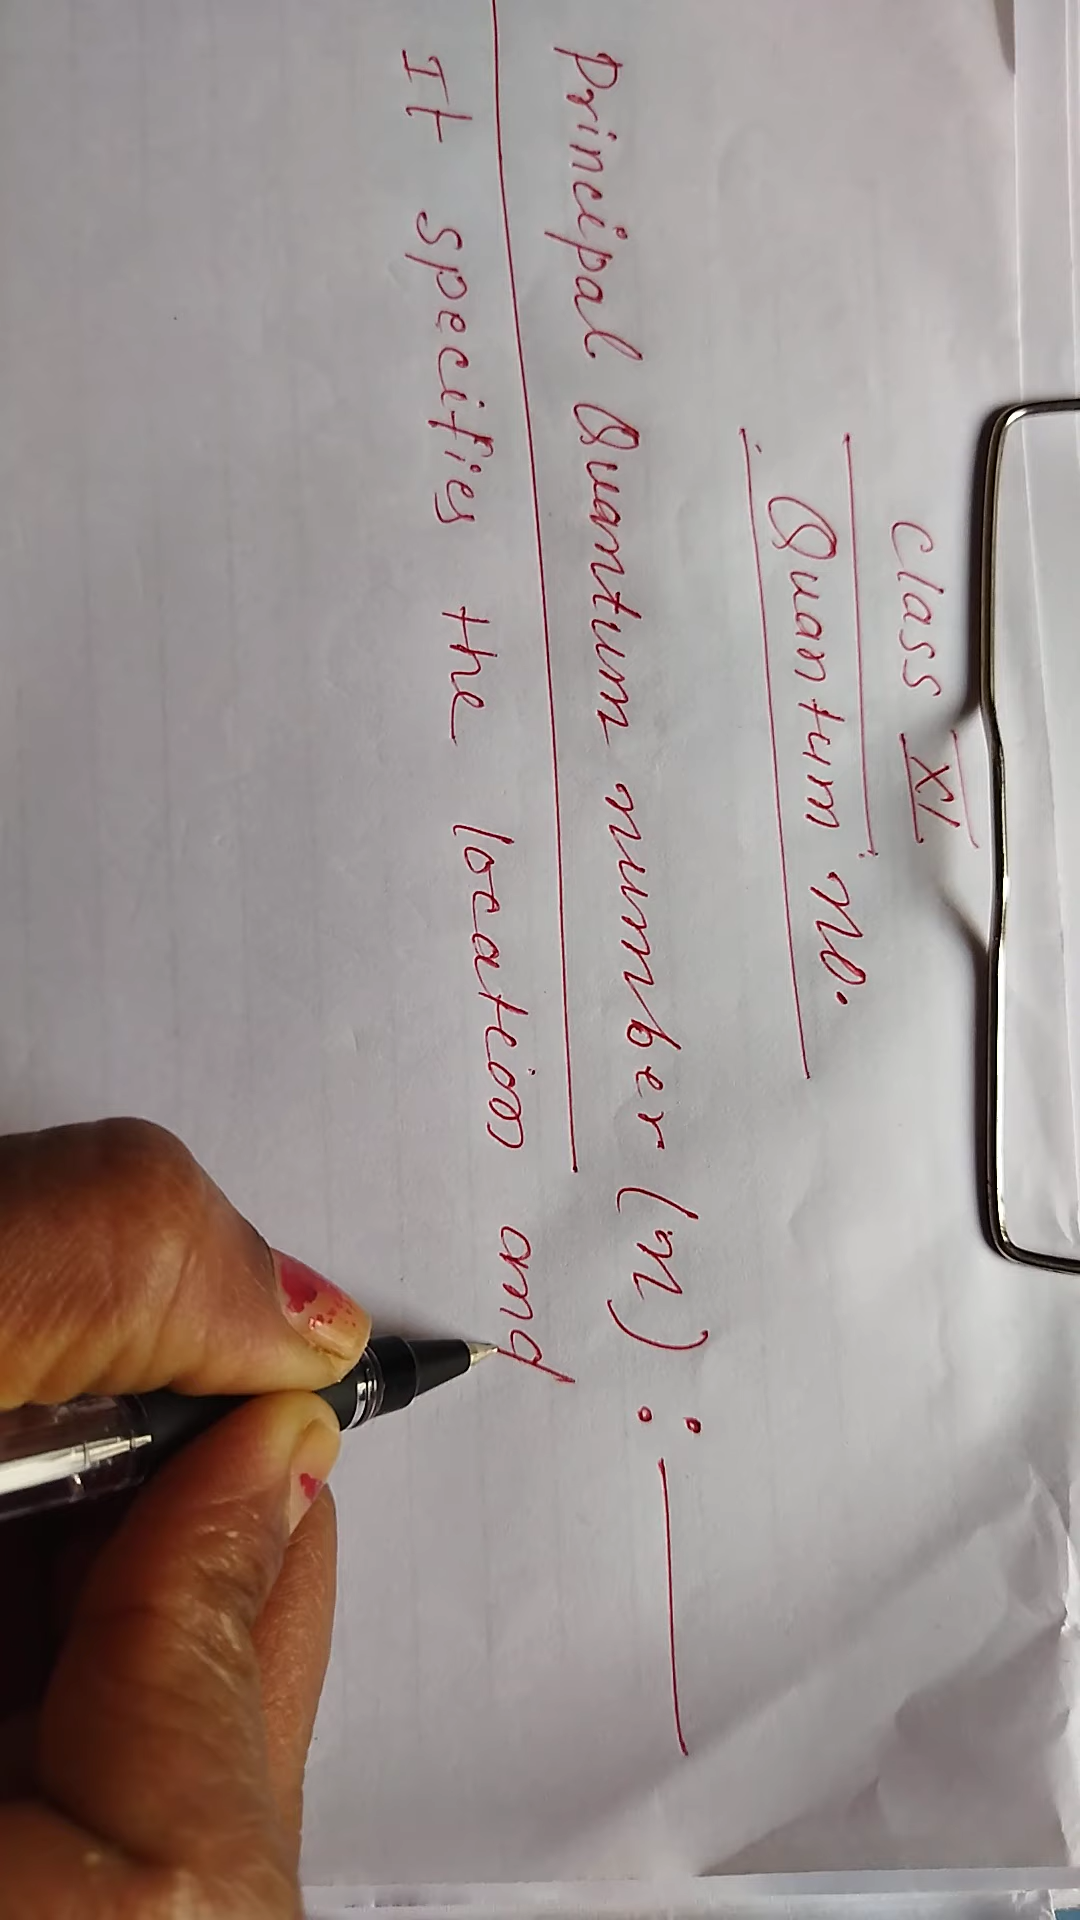 Class XI
Quantum no.
Principal Quantum number (n) : —
It specifies the location and